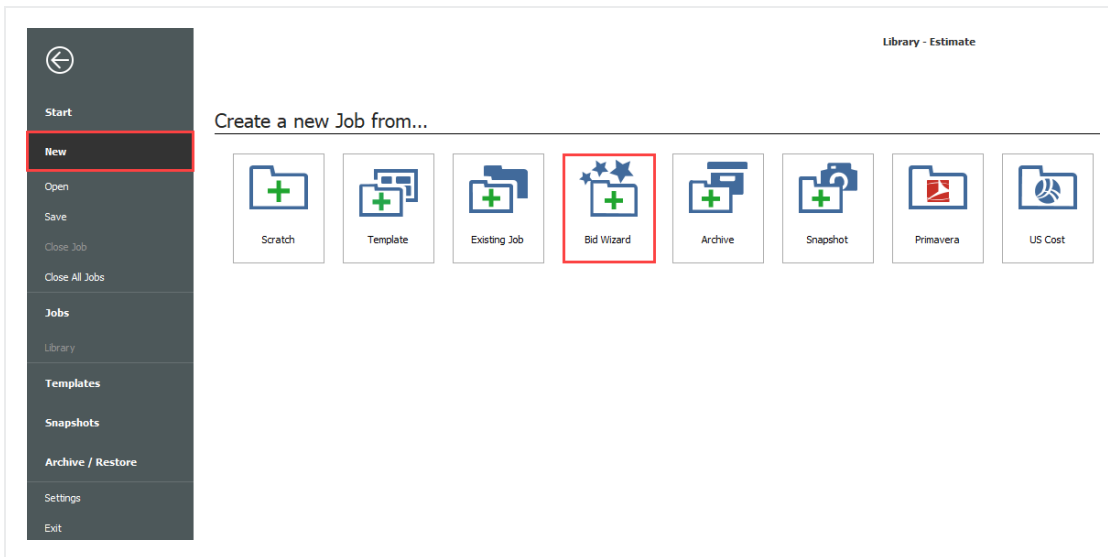 Library - Estimate
Start
New
Open
Save
Close Job
Close All Jobs
Jobs
Library
Templates
Snapshots
Archive / Restore
Settings
Exit
Create a new Job from...
Scratch
Template
Existing Job
Bid Wizard
Archive
Snapshot
Primavera
US Cost